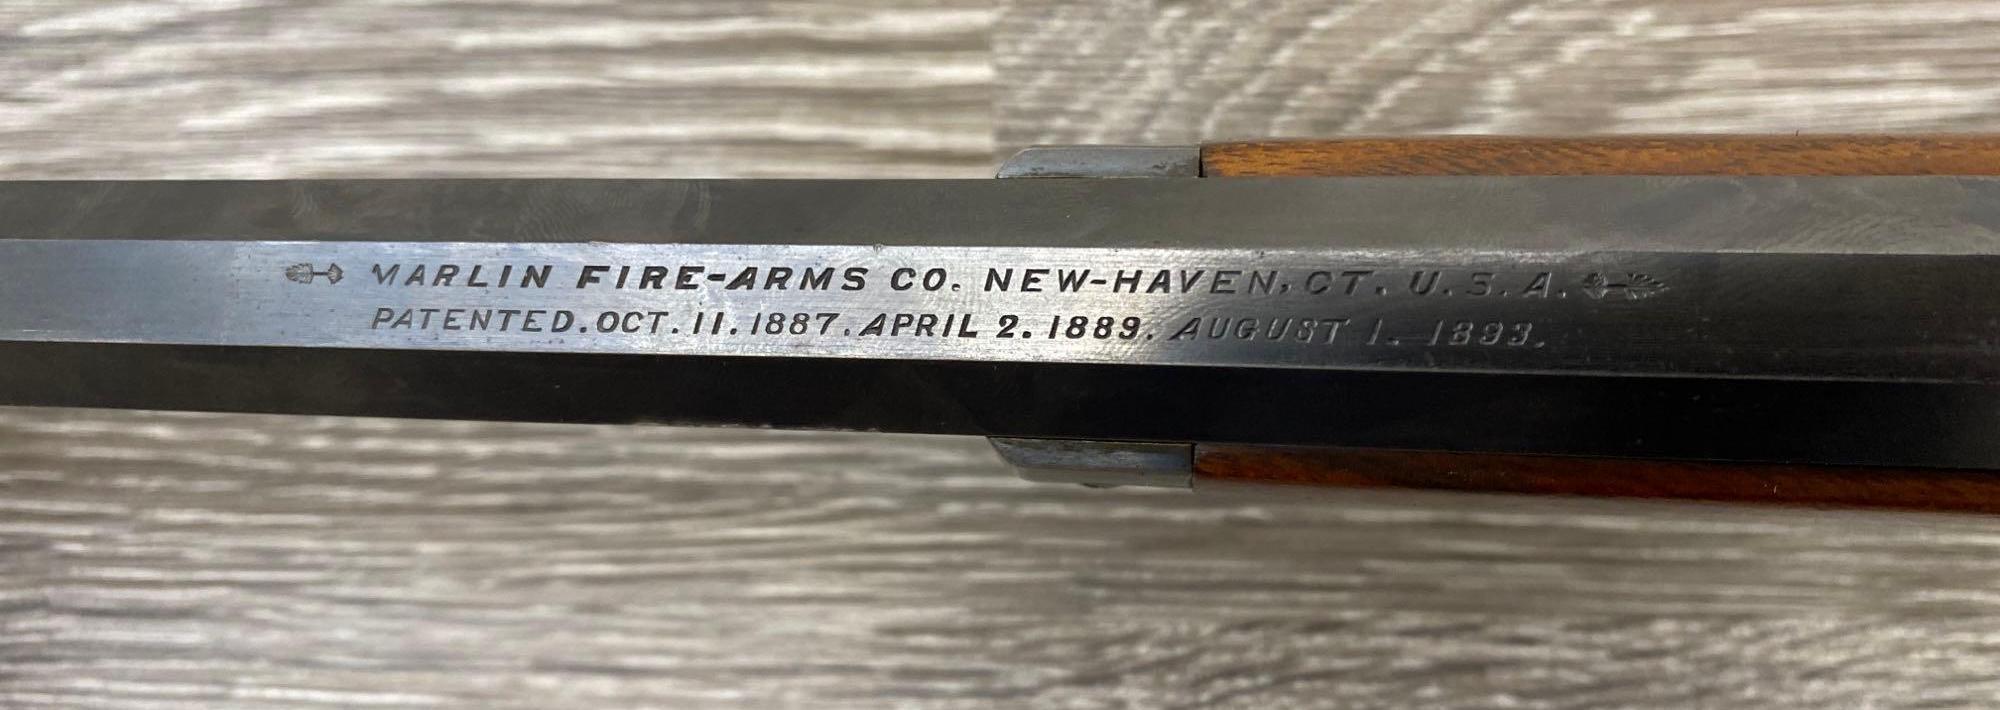 MARLIN FIRE-ARMS CO. NEW-HAVEN, CT. U.S.A.
PATENTED. OCT. 11. 1887. APRIL 2. 1889. AUGUST 1. 1893.